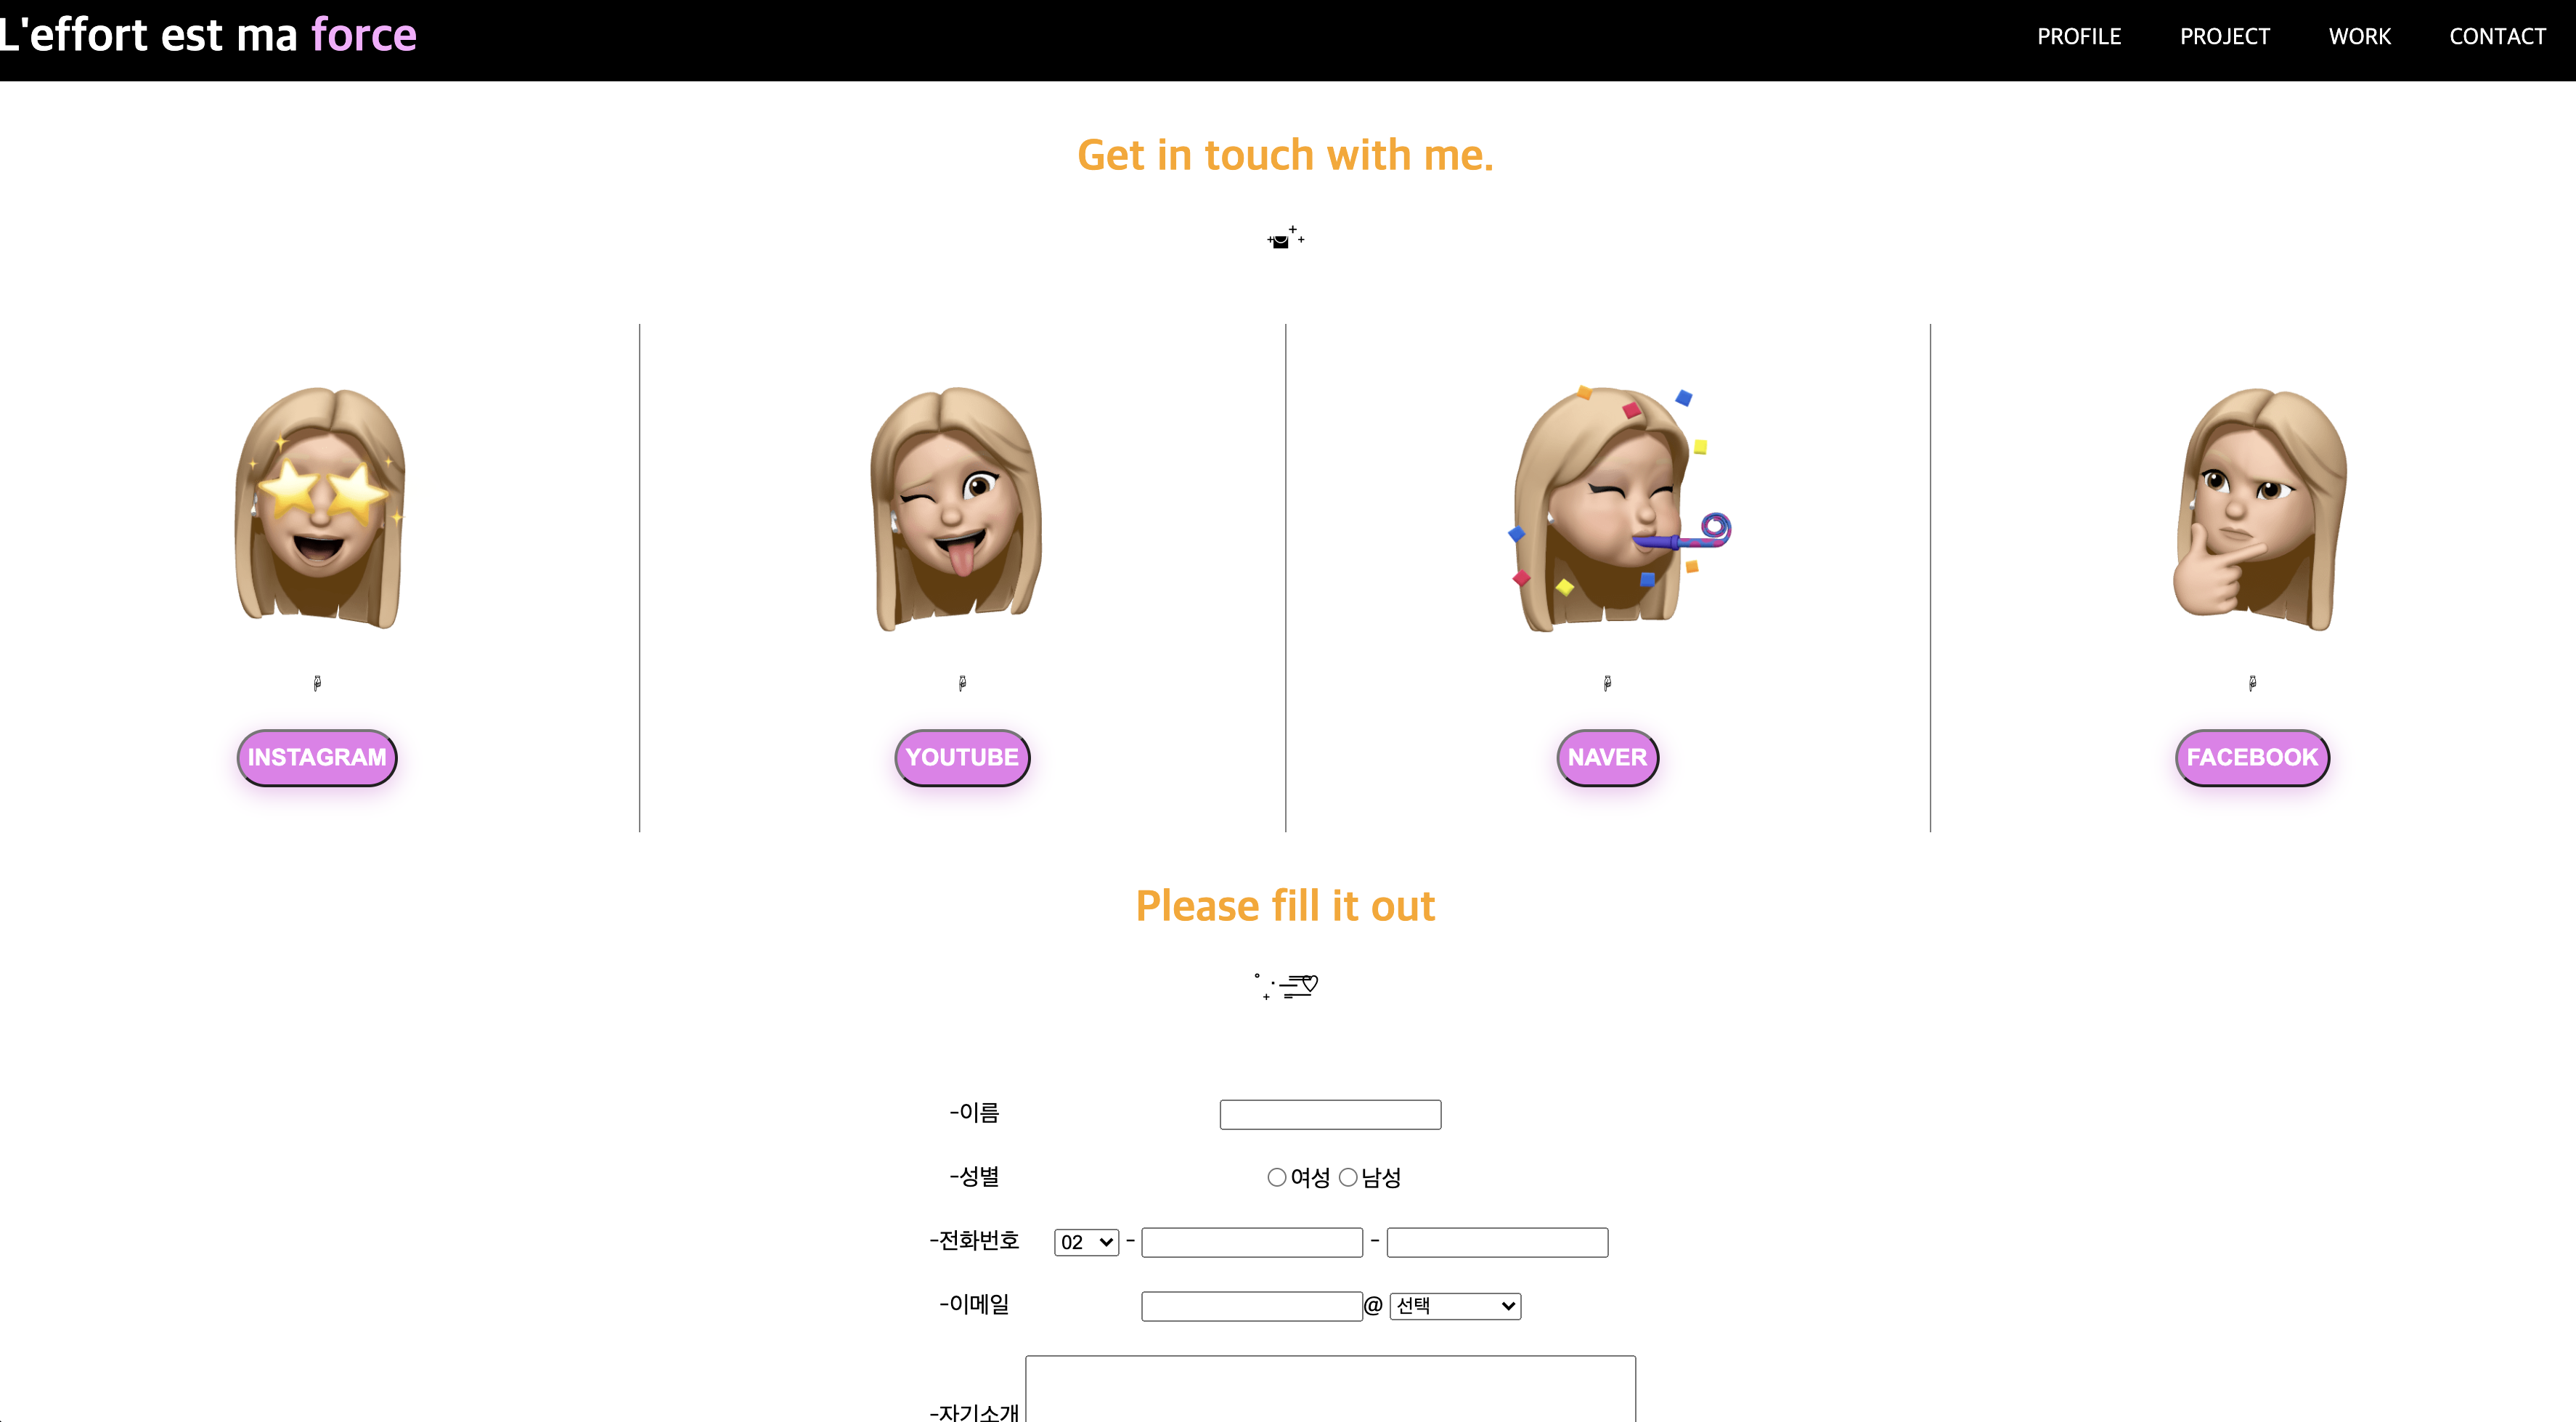 L'effort est ma force
PROFILE PROJECT WORK CONTACT
Get in touch with me.
INSTAGRAM YOUTUBE NAVER FACEBOOK
Please fill it out
-이름
-성별 여성 남성
-전화번호 02 - -
-이메일 @ 선택
-자기소개